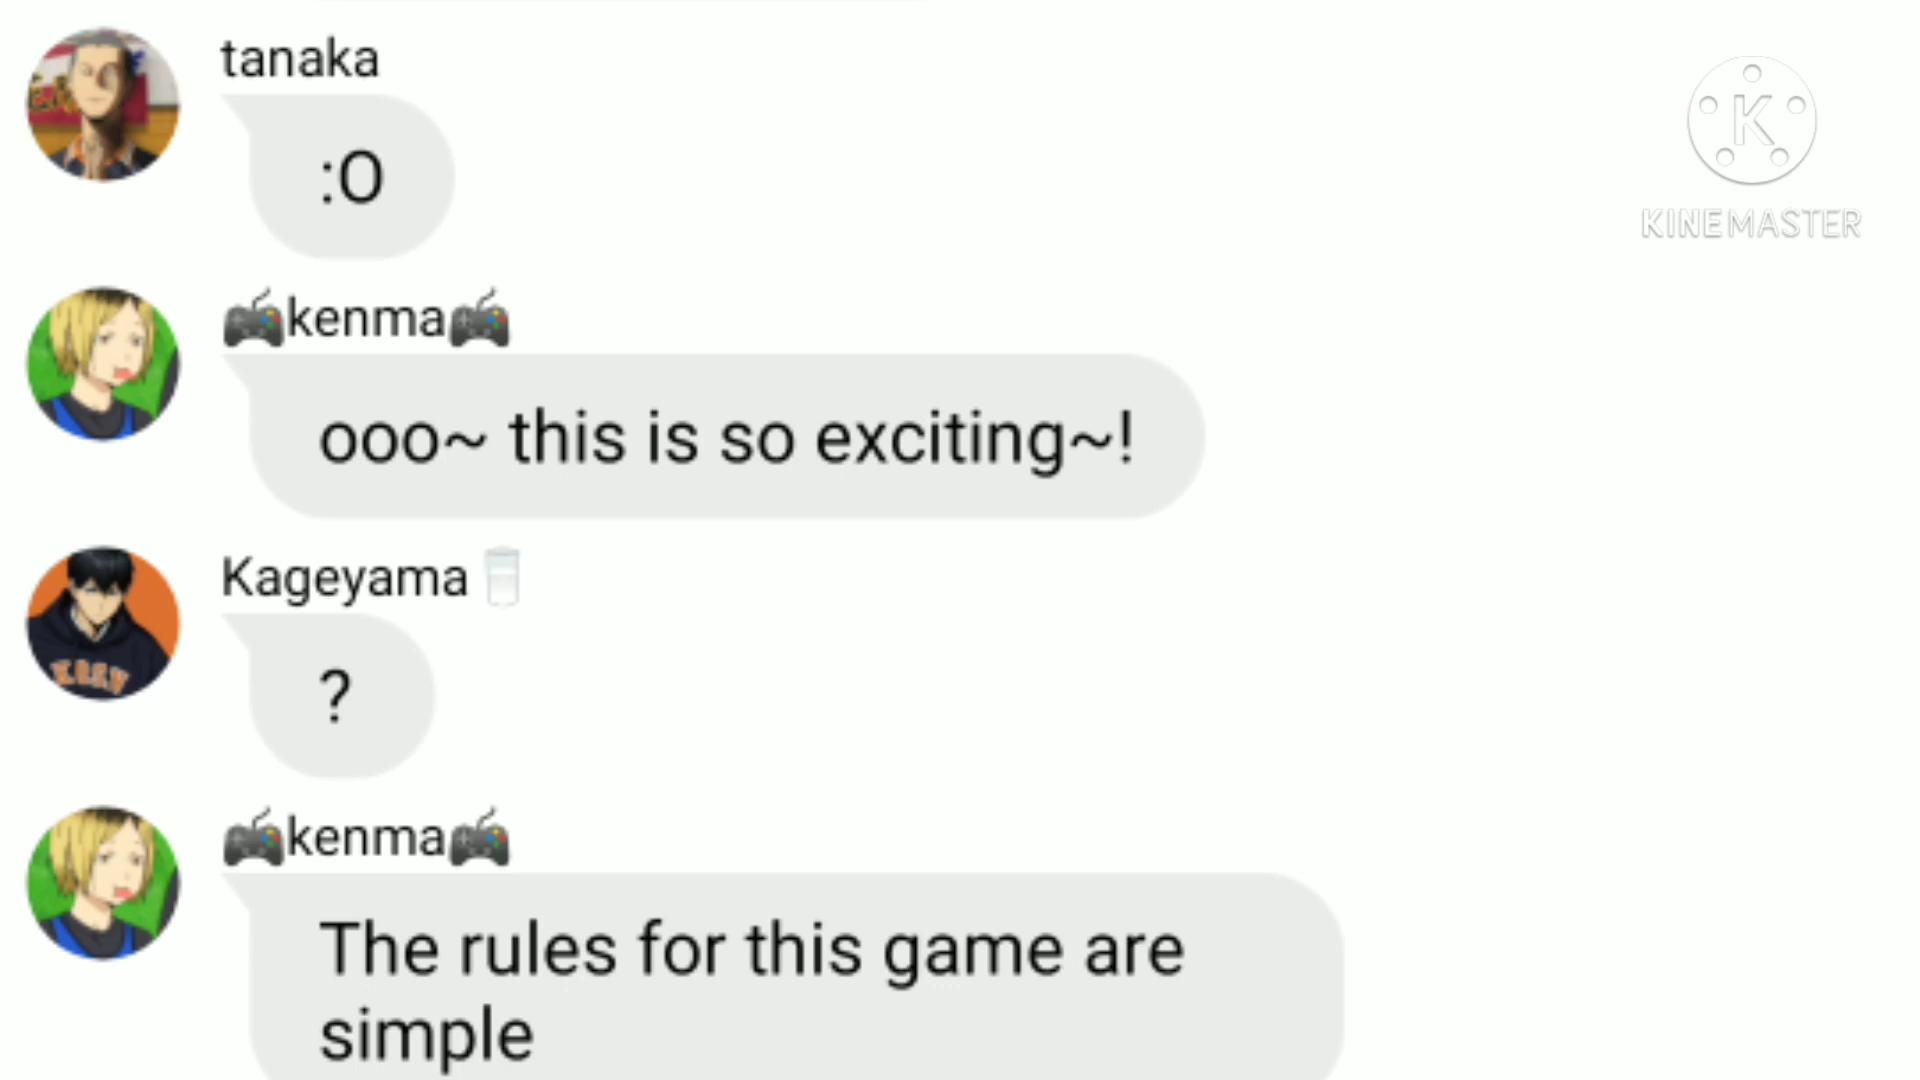 tanaka
:O
K
KINEMASTER
🎮kenma🎮
ooo~ this is so exciting~!
Kageyama🥛
?
🎮kenma🎮
The rules for this game are
simple